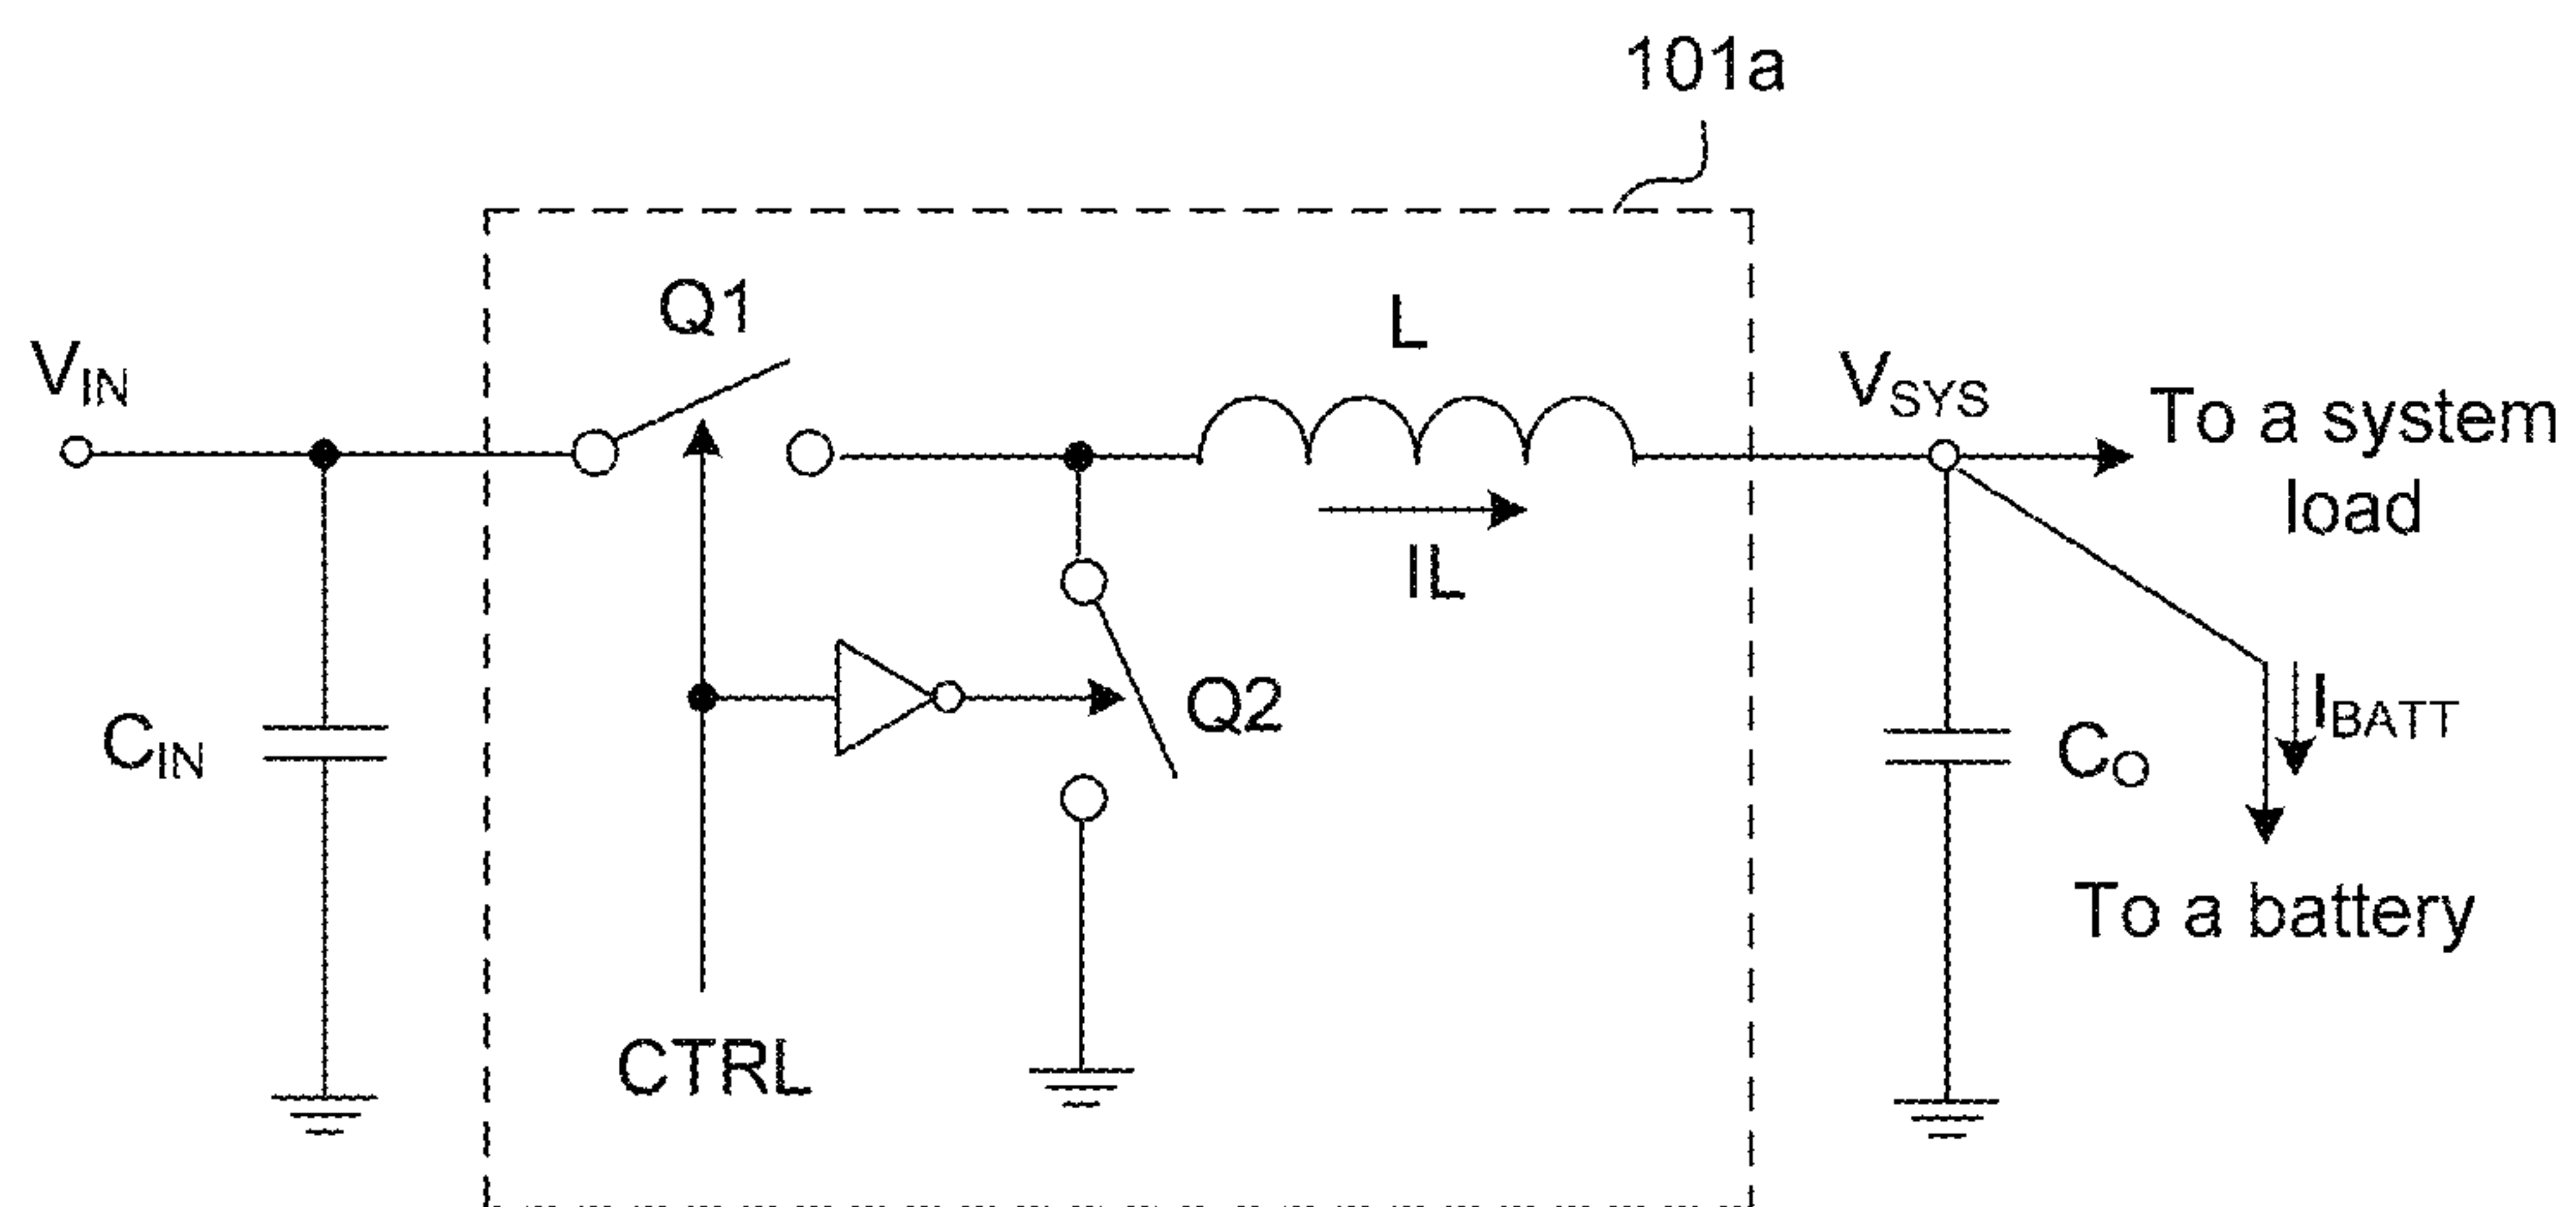 101a
Q1
L
VIN
VSYS
To a system
load
IL
Q2
CIN
CO
IBATT
To a battery
CTRL